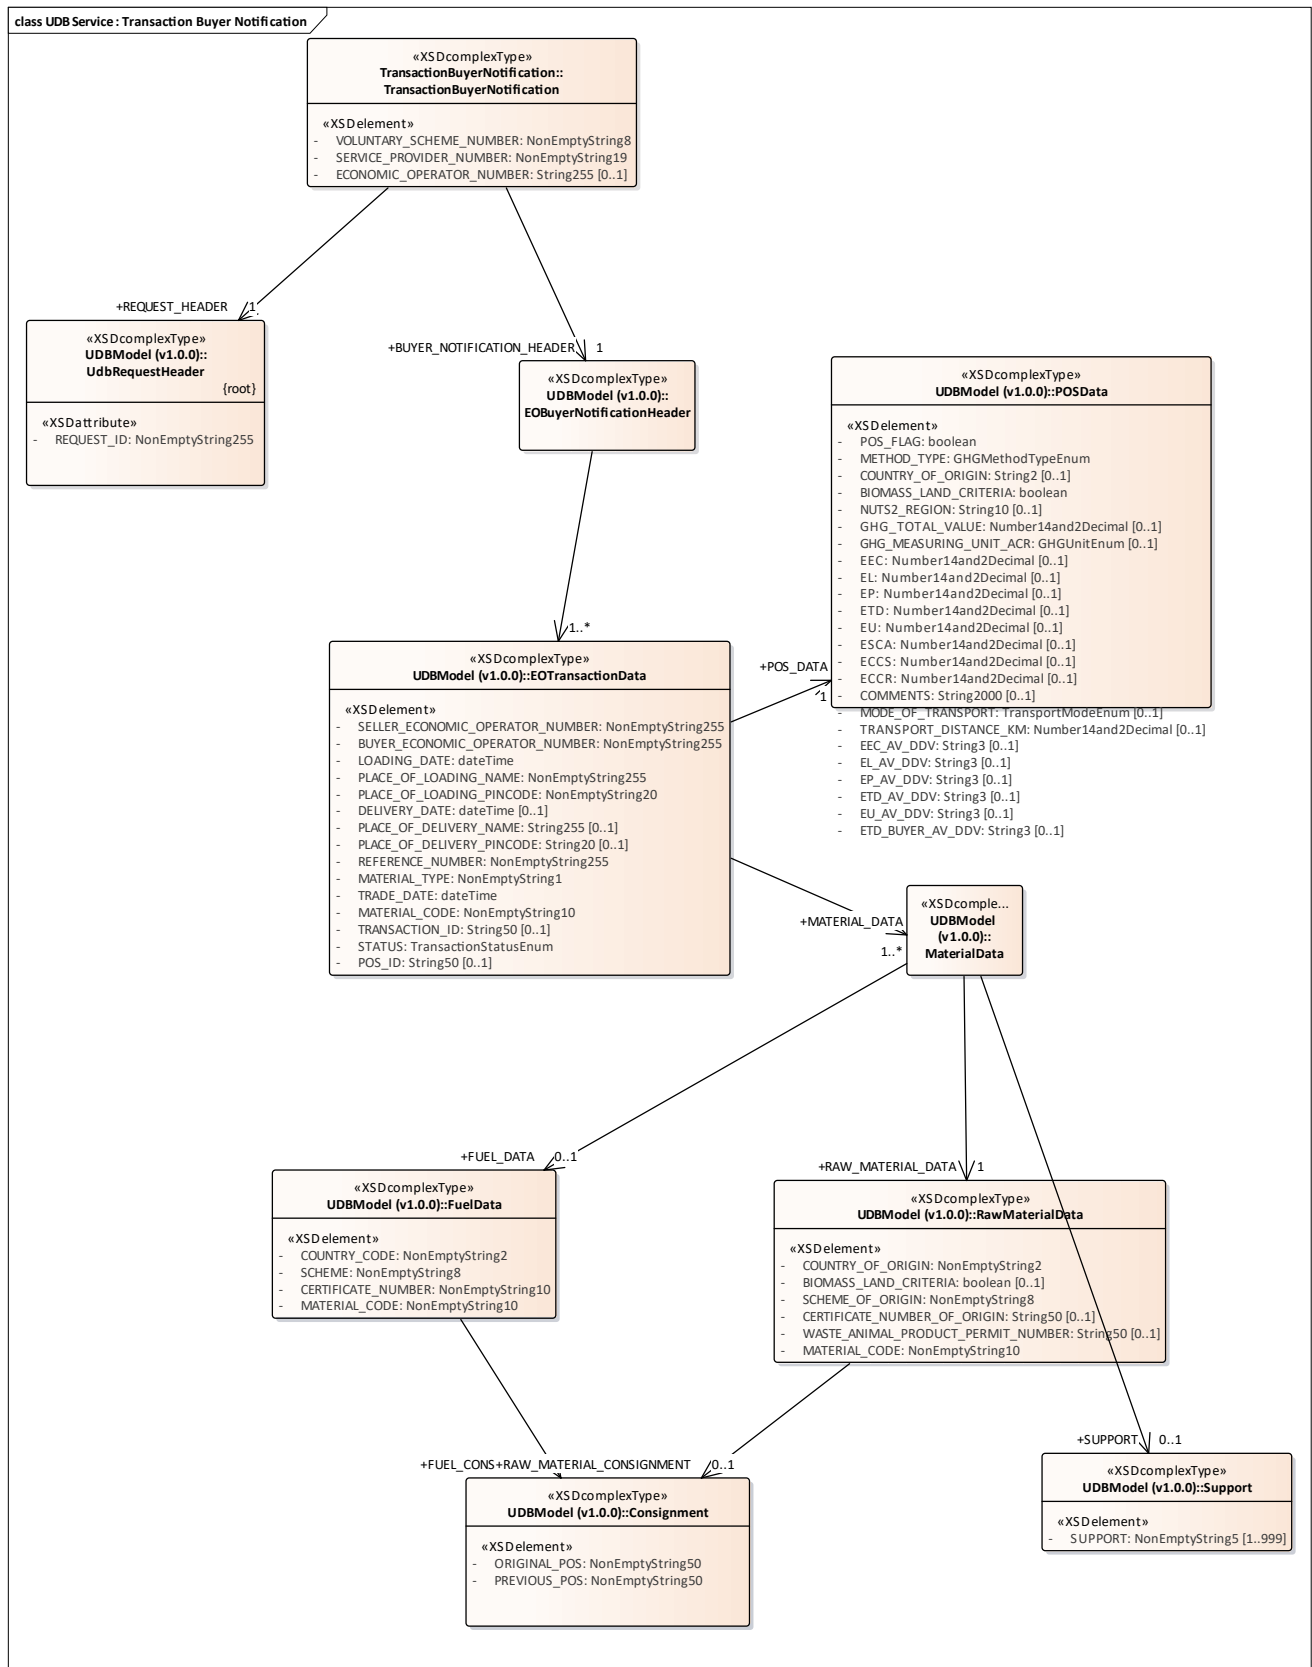 class UDB Service : Transaction Buyer Notification
«XSDcomplexType»
TransactionBuyerNotification::
TransactionBuyerNotification
«XSDelement»
- VOLUNTARY_SCHEME_NUMBER: NonEmptyString8
- SERVICE_PROVIDER_NUMBER: NonEmptyString19
- ECONOMIC_OPERATOR_NUMBER: String255 [0..1]
+REQUEST_HEADER
1
«XSDcomplexType»
UDBModel (v1.0.0)::
UdbRequestHeader
{root}
«XSDattribute»
- REQUEST_ID: NonEmptyString255
+BUYER_NOTIFICATION_HEADER
1
«XSDcomplexType»
UDBModel (v1.0.0)::
EOBuyerNotificationHeader
«XSDcomplexType»
UDBModel (v1.0.0)::POSData
«XSDelement»
- POS_FLAG: boolean
- METHOD_TYPE: GHGMethodTypeEnum
- COUNTRY_OF_ORIGIN: String2 [0..1]
- BIOMASS_LAND_CRITERIA: boolean
- NUTS2_REGION: String10 [0..1]
- GHG_TOTAL_VALUE: Number14and2Decimal [0..1]
- GHG_MEASURING_UNIT_ACR: GHGUnitEnum [0..1]
- EEC: Number14and2Decimal [0..1]
- EL: Number14and2Decimal [0..1]
- EP: Number14and2Decimal [0..1]
- ETD: Number14and2Decimal [0..1]
- EU: Number14and2Decimal [0..1]
- ESCA: Number14and2Decimal [0..1]
- ECCS: Number14and2Decimal [0..1]
- ECCR: Number14and2Decimal [0..1]
- COMMENTS: String2000 [0..1]
- MODE_OF_TRANSPORT: TransportModeEnum [0..1]
- TRANSPORT_DISTANCE_KM: Number14and2Decimal [0..1]
- EEC_AV_DDV: String3 [0..1]
- EL_AV_DDV: String3 [0..1]
- EP_AV_DDV: String3 [0..1]
- ETD_AV_DDV: String3 [0..1]
- EU_AV_DDV: String3 [0..1]
- ETD_BUYER_AV_DDV: String3 [0..1]
1..*
«XSDcomplexType»
UDBModel (v1.0.0)::EOTransactionData
«XSDelement»
- SELLER_ECONOMIC_OPERATOR_NUMBER: NonEmptyString255
- BUYER_ECONOMIC_OPERATOR_NUMBER: NonEmptyString255
- LOADING_DATE: dateTime
- PLACE_OF_LOADING_NAME: NonEmptyString255
- PLACE_OF_LOADING_PINCODE: NonEmptyString20
- DELIVERY_DATE: dateTime [0..1]
- PLACE_OF_DELIVERY_NAME: String255 [0..1]
- PLACE_OF_DELIVERY_PINCODE: String20 [0..1]
- REFERENCE_NUMBER: NonEmptyString255
- MATERIAL_TYPE: NonEmptyString1
- TRADE_DATE: dateTime
- MATERIAL_CODE: NonEmptyString10
- TRANSACTION_ID: String50 [0..1]
- STATUS: TransactionStatusEnum
- POS_ID: String50 [0..1]
+POS_DATA
1
+MATERIAL_DATA
1..*
«XSDcomple...
UDBModel
(v1.0.0)::
MaterialData
+FUEL_DATA
0..1
«XSDcomplexType»
UDBModel (v1.0.0)::FuelData
«XSDelement»
- COUNTRY_CODE: NonEmptyString2
- SCHEME: NonEmptyString8
- CERTIFICATE_NUMBER: NonEmptyString10
- MATERIAL_CODE: NonEmptyString10
+RAW_MATERIAL_DATA
1
«XSDcomplexType»
UDBModel (v1.0.0)::RawMaterialData
«XSDelement»
- COUNTRY_OF_ORIGIN: NonEmptyString2
- BIOMASS_LAND_CRITERIA: boolean [0..1]
- SCHEME_OF_ORIGIN: NonEmptyString8
- CERTIFICATE_NUMBER_OF_ORIGIN: String50 [0..1]
- WASTE_ANIMAL_PRODUCT_PERMIT_NUMBER: String50 [0..1]
- MATERIAL_CODE: NonEmptyString10
+FUEL_CONS+RAW_MATERIAL_CONSIGNMENT
0..1
«XSDcomplexType»
UDBModel (v1.0.0)::Consignment
«XSDelement»
- ORIGINAL_POS: NonEmptyString50
- PREVIOUS_POS: NonEmptyString50
+SUPPORT
0..1
«XSDcomplexType»
UDBModel (v1.0.0)::Support
«XSDelement»
- SUPPORT: NonEmptyString5 [1..999]